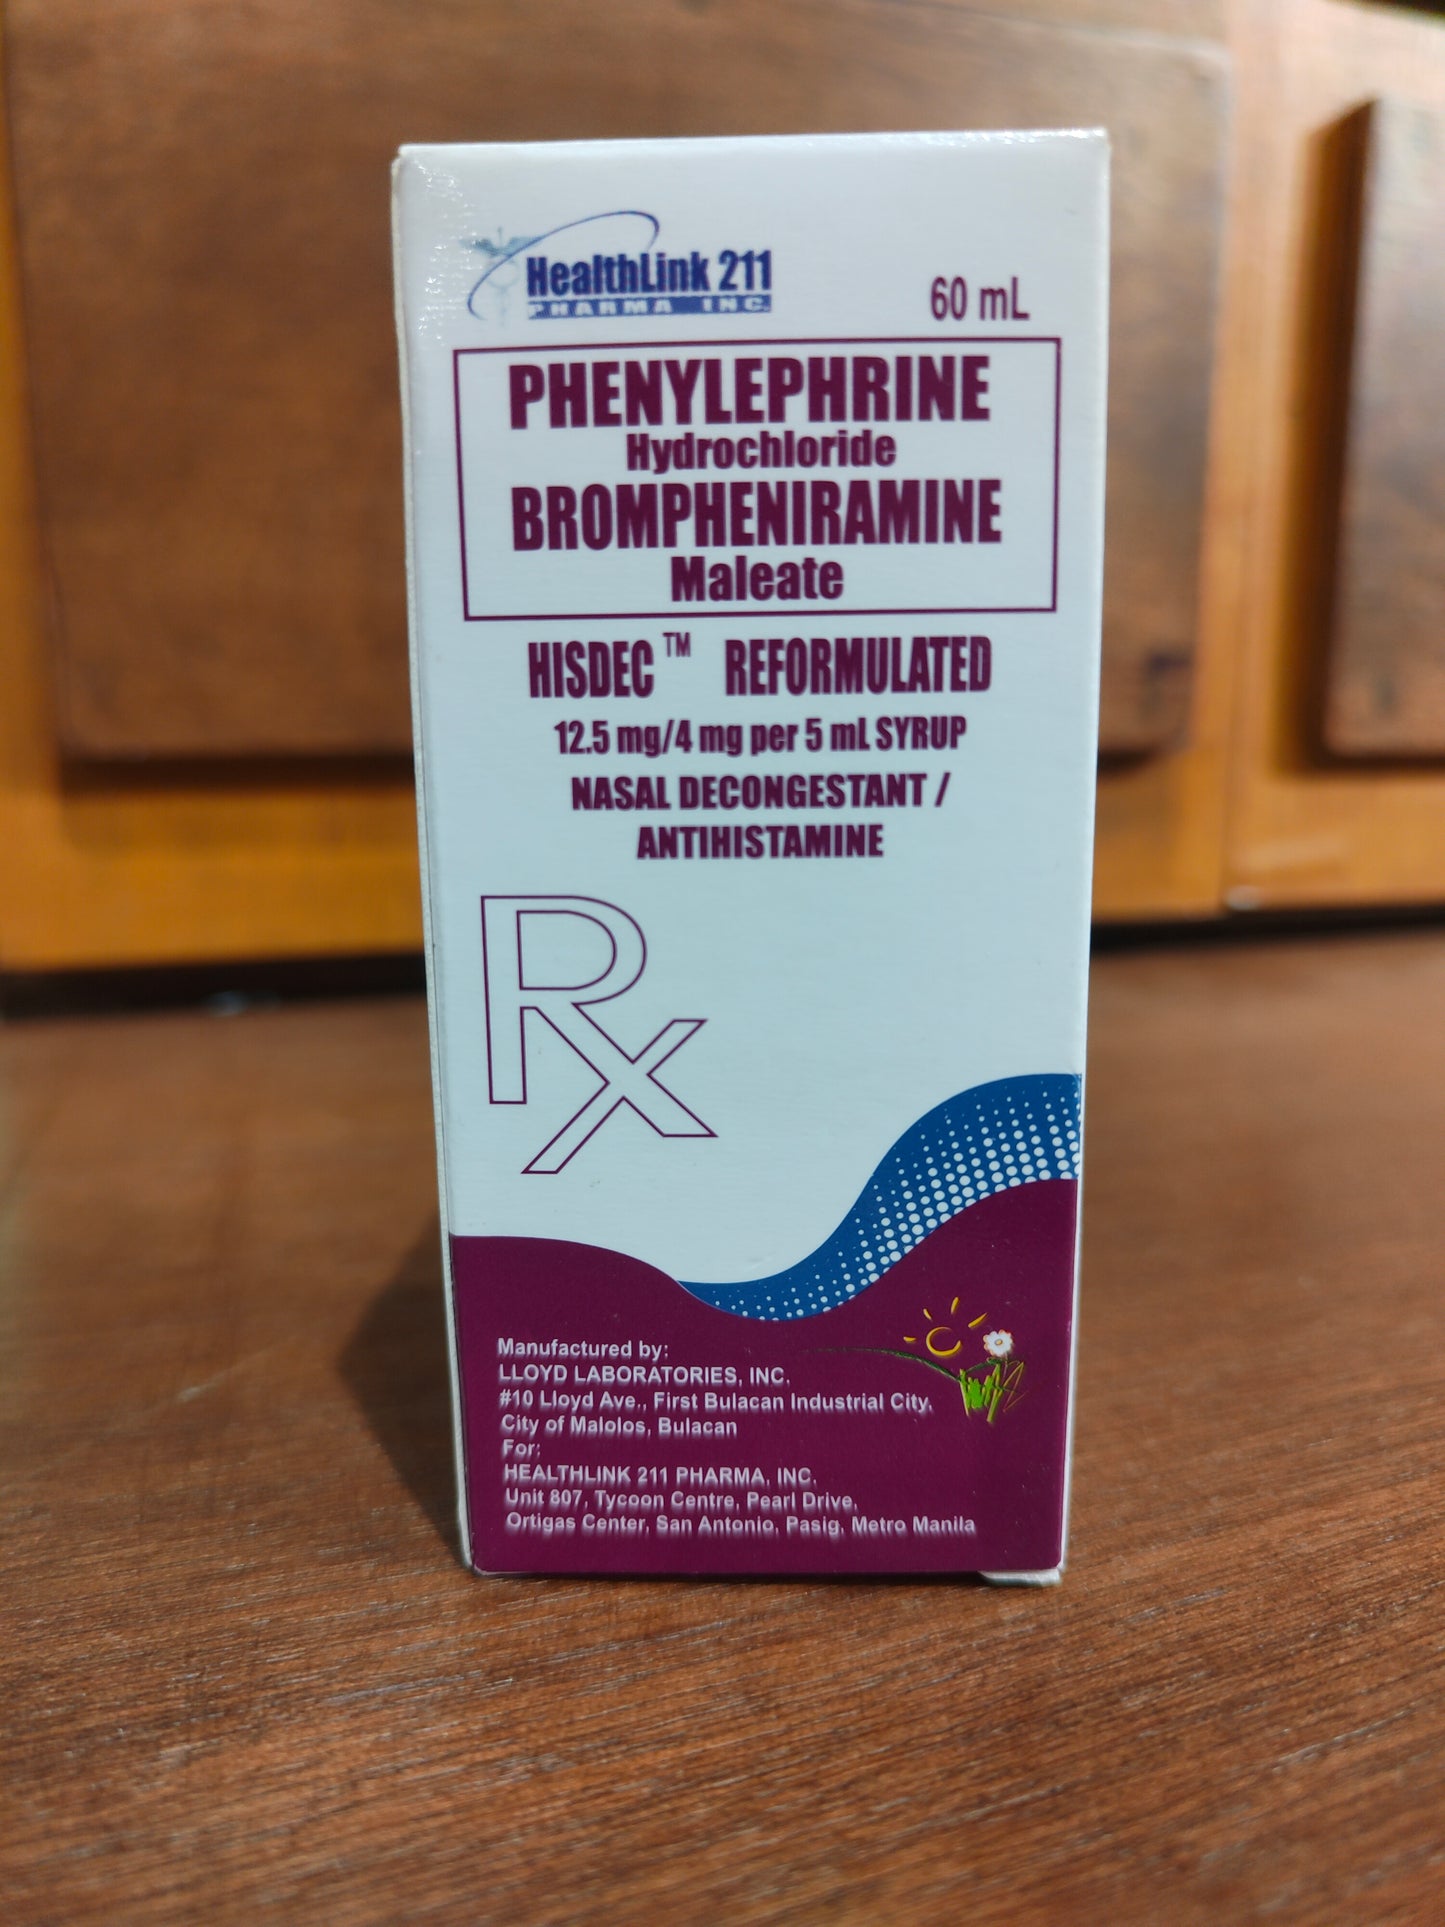 HealthLink 211
PHARMA INC.
60 mL
PHENYLEPHRINE
Hydrochloride
BROMPHENIRAMINE
Maleate
HISDEC™ REFORMULATED
12.5 mg/4 mg per 5 mL SYRUP
NASAL DECONGESTANT /
ANTIHISTAMINE
Rx
Manufactured by:
LLOYD LABORATORIES, INC.
#10 Lloyd Ave., First Bulacan Industrial City,
City of Malolos, Bulacan
For:
HEALTHLINK 211 PHARMA, INC.
Unit 807, Tycoon Centre, Pearl Drive,
Ortigas Center, San Antonio, Pasig, Metro Manila